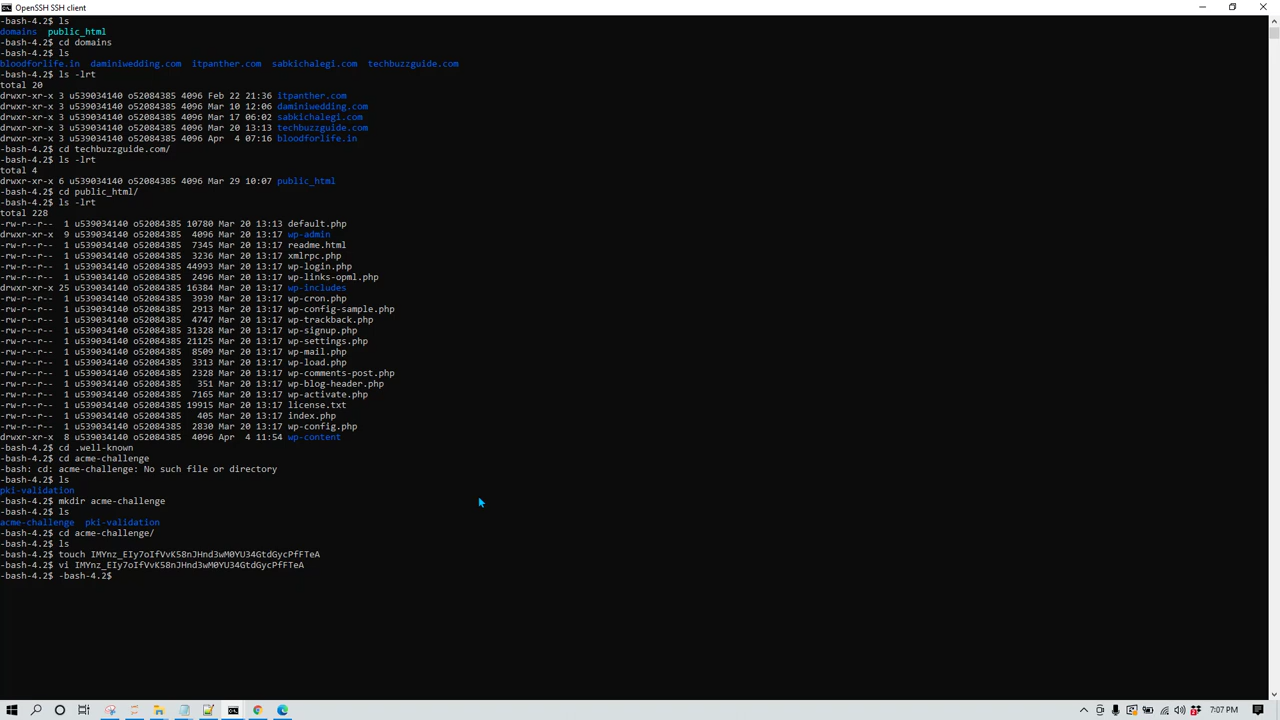 OpenSSH SSH client
-bash-4.2$ ls
domains  public_html
-bash-4.2$ cd domains
-bash-4.2$ ls
bloodforlife.in  daminiwedding.com  itpanther.com  sabkichalegi.com  techbuzzguide.com
-bash-4.2$ ls -lrt
total 20
drwxr-xr-x 3 u539034140 o52084385 4096 Feb 22 21:36 itpanther.com
drwxr-xr-x 3 u539034140 o52084385 4096 Mar 10 12:06 daminiwedding.com
drwxr-xr-x 3 u539034140 o52084385 4096 Mar 17 06:02 sabkichalegi.com
drwxr-xr-x 3 u539034140 o52084385 4096 Mar 20 13:13 techbuzzguide.com
drwxr-xr-x 3 u539034140 o52084385 4096 Apr  4 07:16 bloodforlife.in
-bash-4.2$ cd techbuzzguide.com/
-bash-4.2$ ls -lrt
total 4
drwxr-xr-x 6 u539034140 o52084385 4096 Mar 29 10:07 public_html
-bash-4.2$ cd public_html/
-bash-4.2$ ls -lrt
total 228
-rw-r--r--  1 u539034140 o52084385 10780 Mar 20 13:13 default.php
drwxr-xr-x  9 u539034140 o52084385  4096 Mar 20 13:17 wp-admin
-rw-r--r--  1 u539034140 o52084385  7345 Mar 20 13:17 readme.html
-rw-r--r--  1 u539034140 o52084385  3236 Mar 20 13:17 xmlrpc.php
-rw-r--r--  1 u539034140 o52084385 44993 Mar 20 13:17 wp-login.php
-rw-r--r--  1 u539034140 o52084385  2496 Mar 20 13:17 wp-links-opml.php
drwxr-xr-x 25 u539034140 o52084385 16384 Mar 20 13:17 wp-includes
-rw-r--r--  1 u539034140 o52084385  3939 Mar 20 13:17 wp-cron.php
-rw-r--r--  1 u539034140 o52084385  2913 Mar 20 13:17 wp-config-sample.php
-rw-r--r--  1 u539034140 o52084385  4747 Mar 20 13:17 wp-trackback.php
-rw-r--r--  1 u539034140 o52084385 31328 Mar 20 13:17 wp-signup.php
-rw-r--r--  1 u539034140 o52084385 21125 Mar 20 13:17 wp-settings.php
-rw-r--r--  1 u539034140 o52084385  8509 Mar 20 13:17 wp-mail.php
-rw-r--r--  1 u539034140 o52084385  3313 Mar 20 13:17 wp-load.php
-rw-r--r--  1 u539034140 o52084385  2328 Mar 20 13:17 wp-comments-post.php
-rw-r--r--  1 u539034140 o52084385   351 Mar 20 13:17 wp-blog-header.php
-rw-r--r--  1 u539034140 o52084385  7165 Mar 20 13:17 wp-activate.php
-rw-r--r--  1 u539034140 o52084385 19915 Mar 20 13:17 license.txt
-rw-r--r--  1 u539034140 o52084385   405 Mar 20 13:17 index.php
-rw-r--r--  1 u539034140 o52084385  2830 Mar 20 13:17 wp-config.php
drwxr-xr-x  8 u539034140 o52084385  4096 Apr  4 11:54 wp-content
-bash-4.2$ cd .well-known
-bash-4.2$ cd acme-challenge
-bash: cd: acme-challenge: No such file or directory
-bash-4.2$ ls
pki-validation
-bash-4.2$ mkdir acme-challenge
-bash-4.2$ ls
acme-challenge  pki-validation
-bash-4.2$ cd acme-challenge/
-bash-4.2$ ls
-bash-4.2$ touch IMYnz_EIy7oIfVvK58nJHnd3wM0YU34GtdGycPfFTeA
-bash-4.2$ vi IMYnz_EIy7oIfVvK58nJHnd3wM0YU34GtdGycPfFTeA
-bash-4.2$ -bash-4.2$
7:07 PM